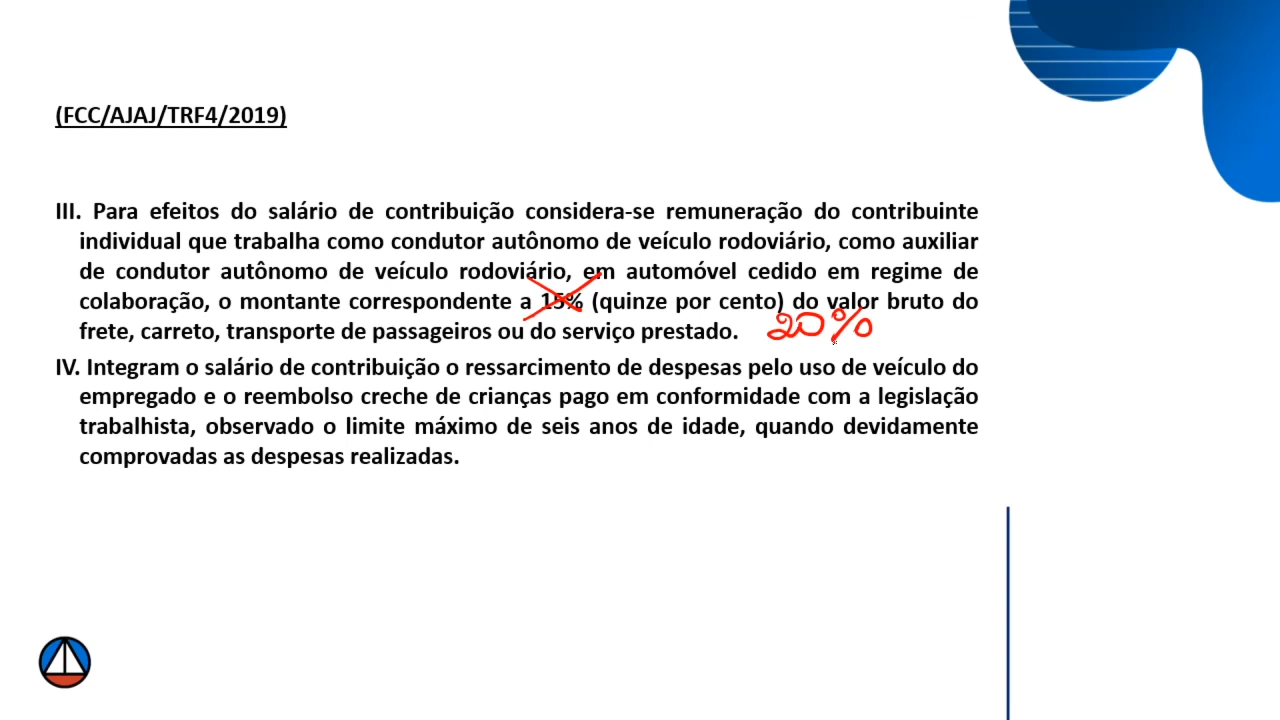 (FCC/AJAJ/TRF4/2019)
III. Para efeitos do salário de contribuição considera-se remuneração do contribuinte
individual que trabalha como condutor autônomo de veículo rodoviário, como auxiliar
de condutor autônomo de veículo rodoviário, em automóvel cedido em regime de
colaboração, o montante correspondente a 15% (quinze por cento) do valor bruto do
frete, carreto, transporte de passageiros ou do serviço prestado. 20%
IV. Integram o salário de contribuição o ressarcimento de despesas pelo uso de veículo do
empregado e o reembolso creche de crianças pago em conformidade com a legislação
trabalhista, observado o limite máximo de seis anos de idade, quando devidamente
comprovadas as despesas realizadas.